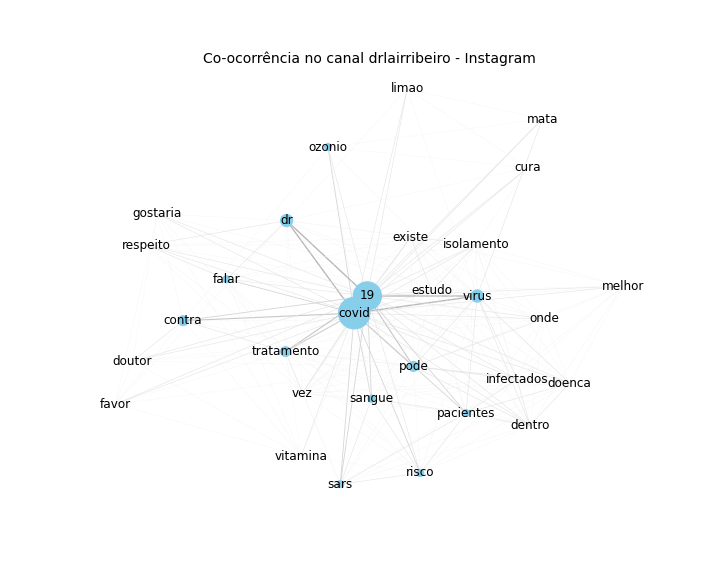 Co-ocorrência no canal drlairribeiro - Instagram
limao
mata
ozonio
cura
gostaria
dr
existe
respeito
isolamento
falar
melhor
estudo
19
virus
covid
onde
contra
tratamento
doutor
pode
infectados
doenca
vez
sangue
favor
pacientes
dentro
vitamina
risco
sars